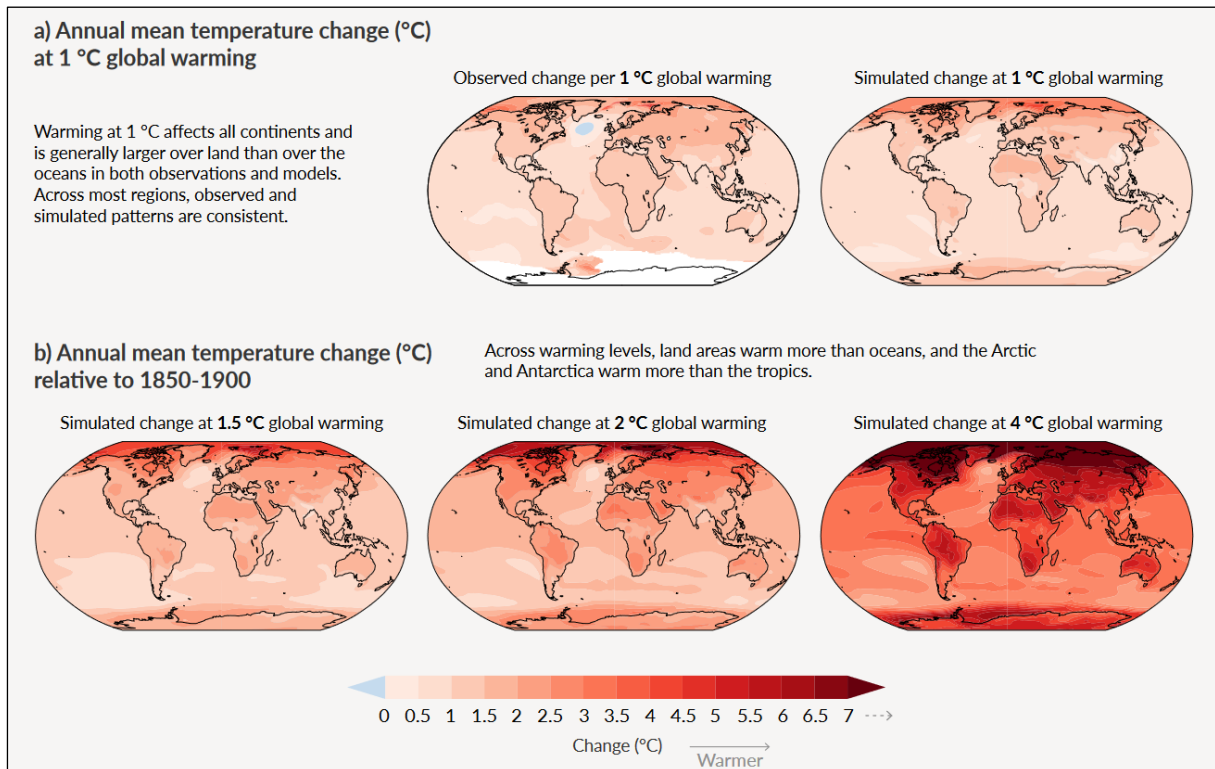 a) Annual mean temperature change (°C)
at 1 °C global warming
Warming at 1 °C affects all continents and
is generally larger over land than over the
oceans in both observations and models.
Across most regions, observed and
simulated patterns are consistent.
Observed change per 1 °C global warming
Simulated change at 1 °C global warming
b) Annual mean temperature change (°C)
relative to 1850-1900
Across warming levels, land areas warm more than oceans, and the Arctic
and Antarctica warm more than the tropics.
Simulated change at 1.5 °C global warming
Simulated change at 2 °C global warming
Simulated change at 4 °C global warming
0 0.5 1 1.5 2 2.5 3 3.5 4 4.5 5 5.5 6 6.5 7
Change (°C)
Warmer